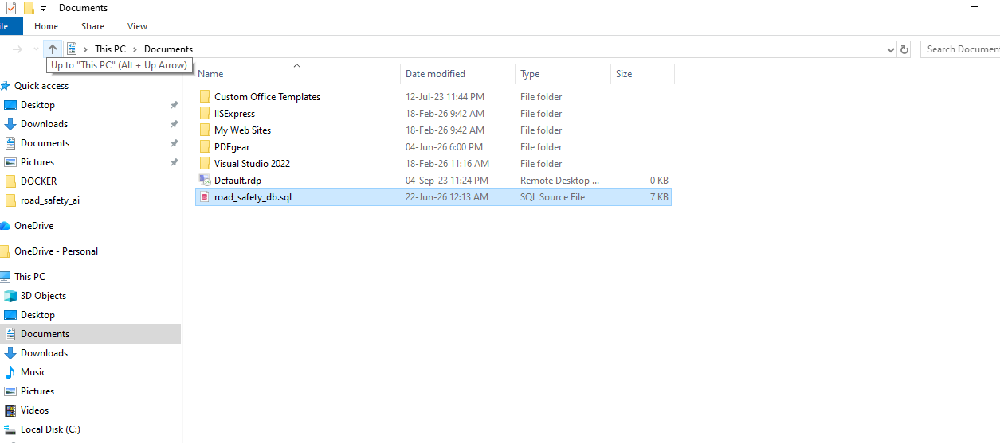 Documents
ile Home Share View
This PC > Documents
Search Documen
Up to "This PC" (Alt + Up Arrow)
Name Date modified Type Size
Quick access
Desktop
Downloads
Documents
Pictures
DOCKER
road_safety_ai
OneDrive
OneDrive - Personal
This PC
3D Objects
Desktop
Documents
Downloads
Music
Pictures
Videos
Local Disk (C:)
Custom Office Templates 12-Jul-23 11:44 PM File folder
IISExpress 18-Feb-26 9:42 AM File folder
My Web Sites 18-Feb-26 9:42 AM File folder
PDFgear 04-Jun-26 6:00 PM File folder
Visual Studio 2022 18-Feb-26 11:16 AM File folder
Default.rdp 04-Sep-23 11:24 PM Remote Desktop ... 0 KB
road_safety_db.sql 22-Jun-26 12:13 AM SQL Source File 7 KB